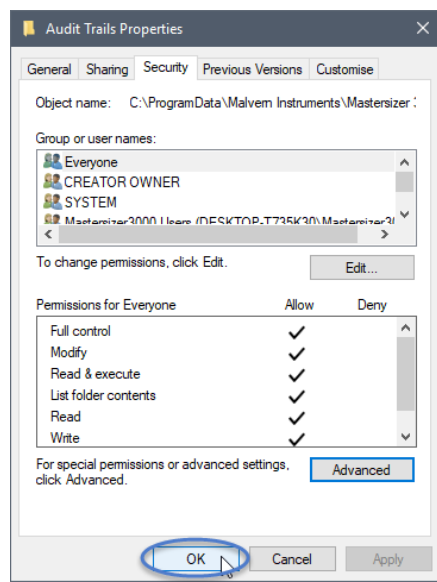 Audit Trails Properties
General Sharing Security Previous Versions Customise
Object name: C:\ProgramData\Malvern Instruments\Mastersizer
Group or user names:
Everyone
CREATOR OWNER
SYSTEM
Mastersizer3000 Users (DESKTOP-T735K30\Mastersizer3
To change permissions, click Edit.
Edit...
Permissions for Everyone Allow Deny
Full control
Modify
Read & execute
List folder contents
Read
Write
For special permissions or advanced settings,
click Advanced.
Advanced
OK Cancel Apply